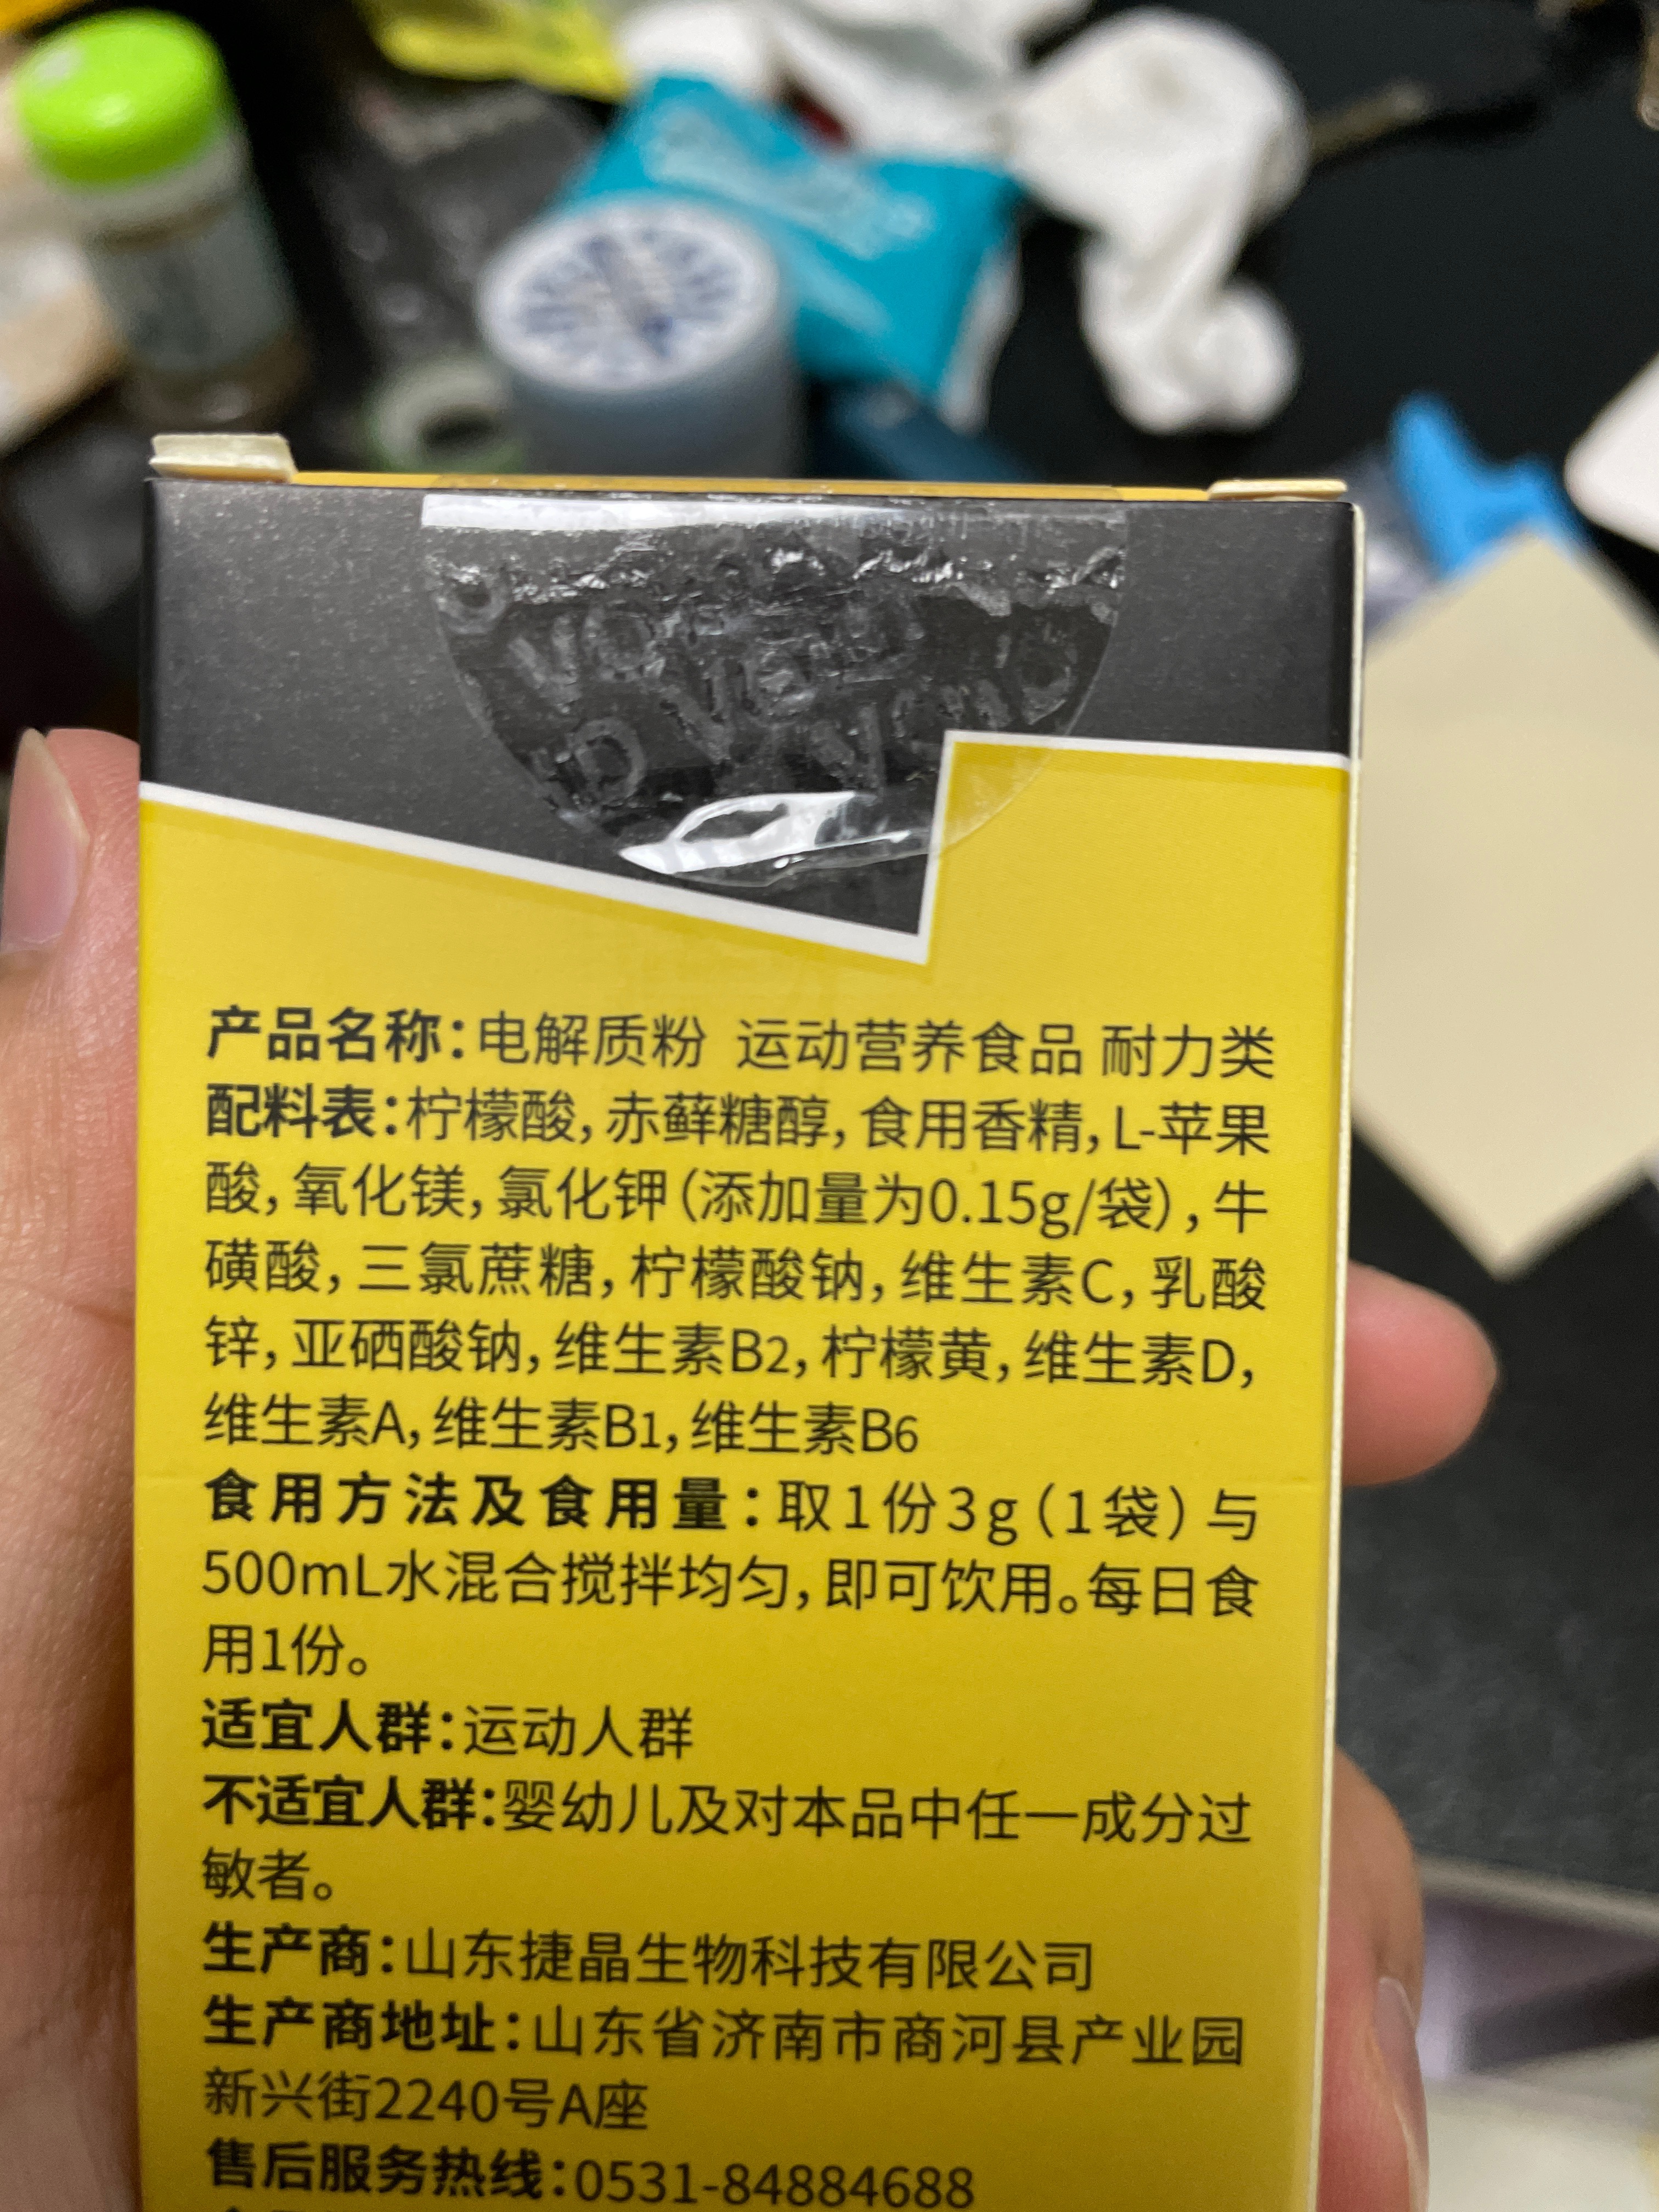 产品名称：电解质粉 运动营养食品 耐力类
配料表：柠檬酸，赤藓糖醇，食用香精，L-苹果
酸，氧化镁，氯化钾（添加量为0.15g/袋），牛
磺酸，三氯蔗糖，柠檬酸钠，维生素C，乳酸
锌，亚硒酸钠，维生素B2，柠檬黄，维生素D，
维生素A，维生素B1，维生素B6
食用方法及食用量：取1份3g（1袋）与
500mL水混合搅拌均匀，即可饮用。每日食
用1份。
适宜人群：运动人群
不适宜人群：婴幼儿及对本品中任一成分过
敏者。
生产商：山东捷晶生物科技有限公司
生产商地址：山东省济南市商河县产业园
新兴街2240号A座
售后服务热线：0531-84884688